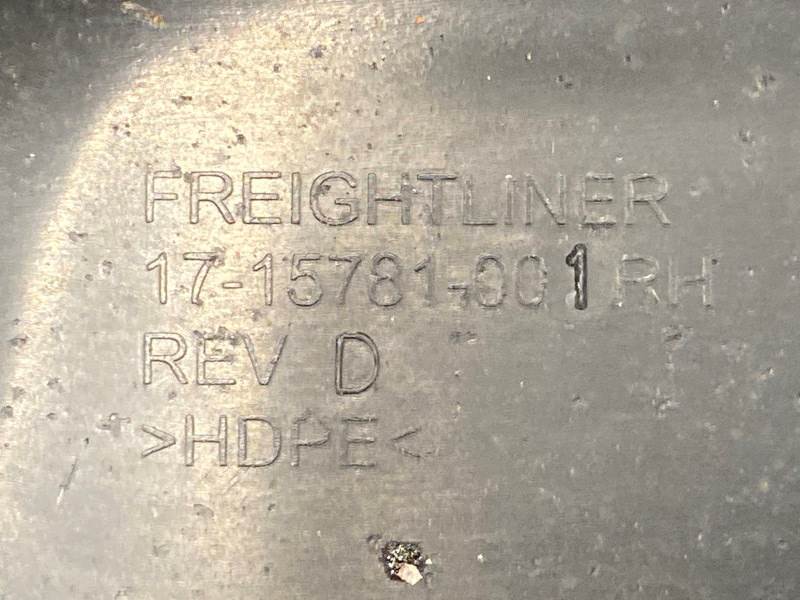 FREIGHTLINER
17-15781-001 RH
REV D
>HDPE<